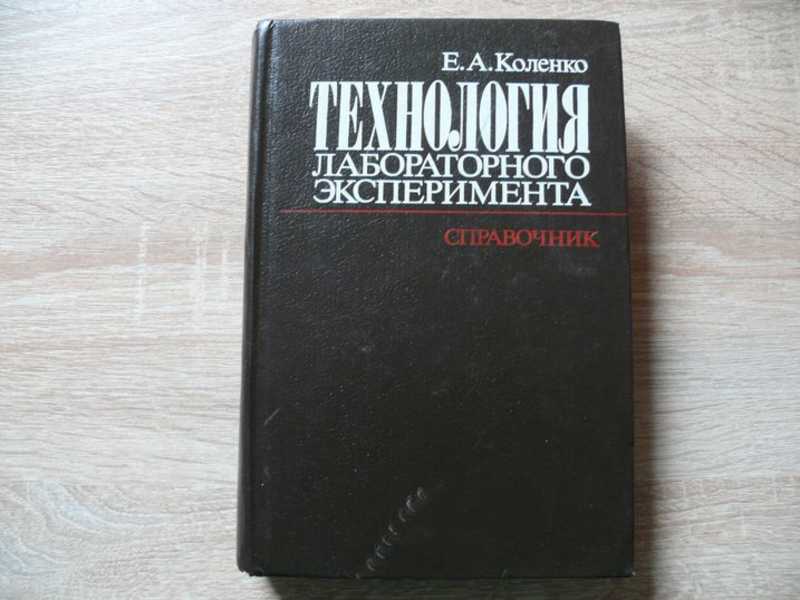 Е. А. Коленко
ТЕХНОЛОГИЯ
ЛАБОРАТОРНОГО
ЭКСПЕРИМЕНТА
СПРАВОЧНИК